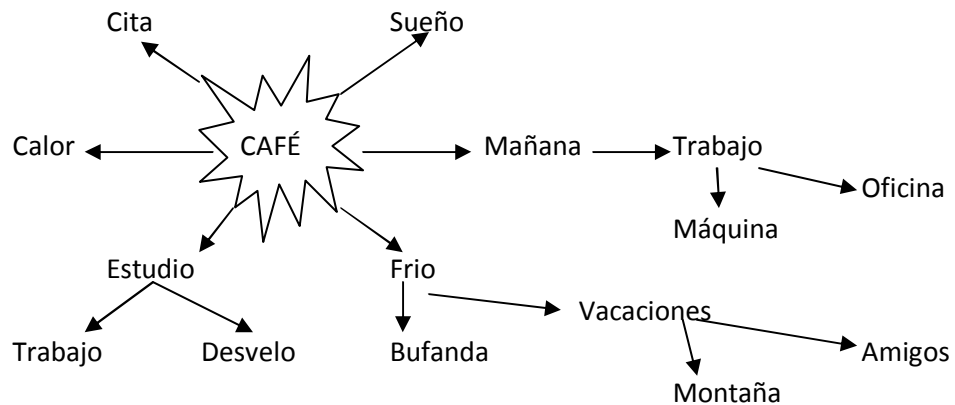 Cita
Sueño
Calor
CAFÉ
Mañana
Trabajo
Oficina
Máquina
Estudio
Frio
Vacaciones
Trabajo
Desvelo
Bufanda
Amigos
Montaña